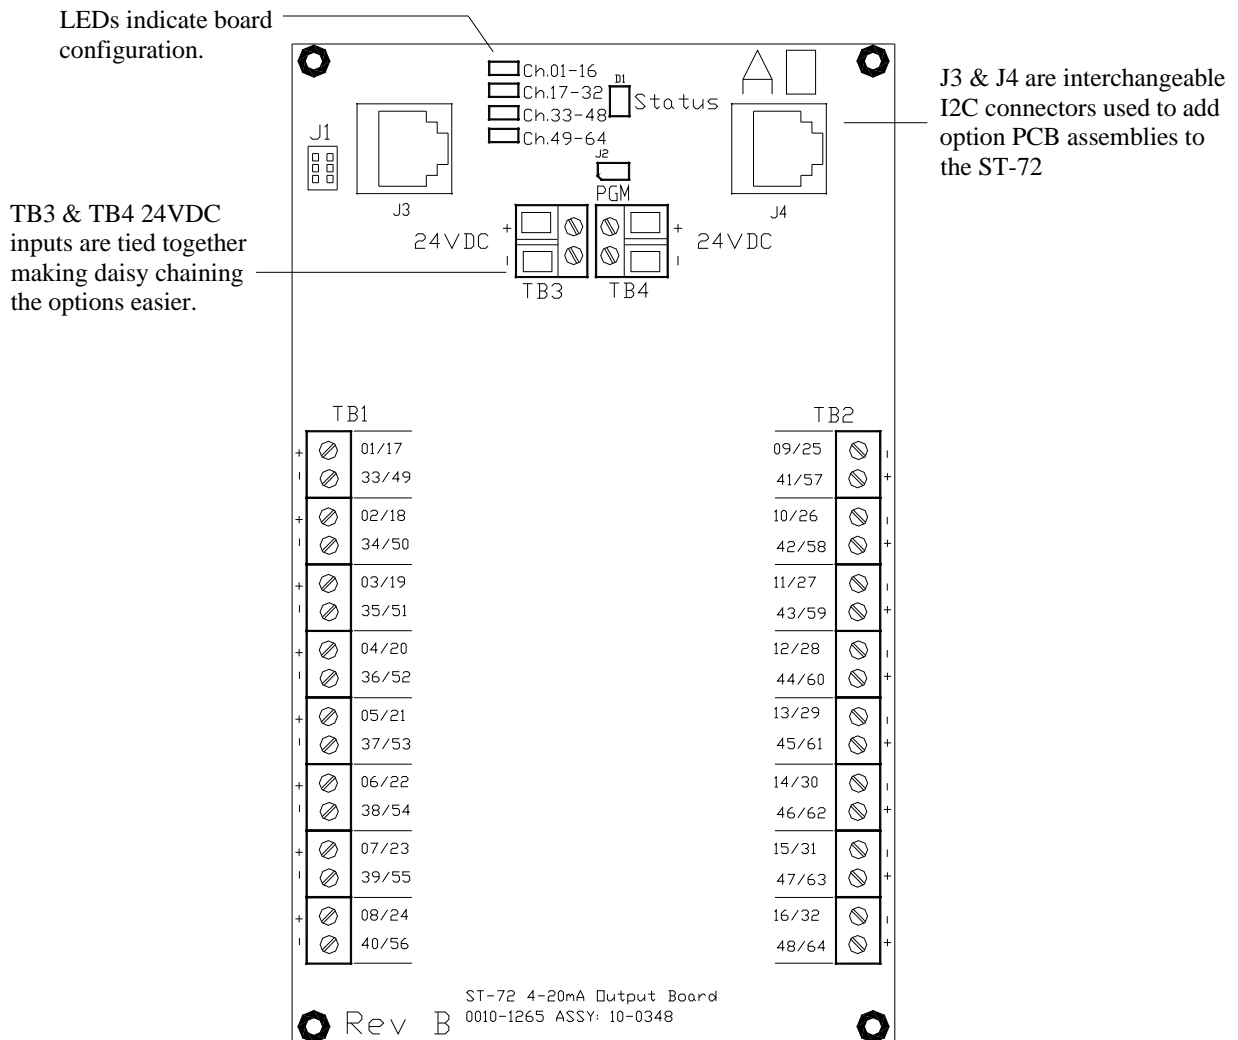 LEDs indicate board
configuration.
Ch.01-16
Ch.17-32
Ch.33-48
Ch.49-64
D1
Status
J3 & J4 are interchangeable
I2C connectors used to add
option PCB assemblies to
the ST-72
J1
J3
J2
PGM
J4
TB3 & TB4 24VDC
inputs are tied together
making daisy chaining
the options easier.
24VDC
+
-
+
-
24VDC
TB3
TB4
TB1
+ 01/17
- 33/49
+ 02/18
- 34/50
+ 03/19
- 35/51
+ 04/20
- 36/52
+ 05/21
- 37/53
+ 06/22
- 38/54
+ 07/23
- 39/55
+ 08/24
- 40/56
TB2
09/25 -
41/57 +
10/26 -
42/58 +
11/27 -
43/59 +
12/28 -
44/60 +
13/29 -
45/61 +
14/30 -
46/62 +
15/31 -
47/63 +
16/32 -
48/64 +
ST-72 4-20mA Output Board
0010-1265 ASSY: 10-0348
Rev B